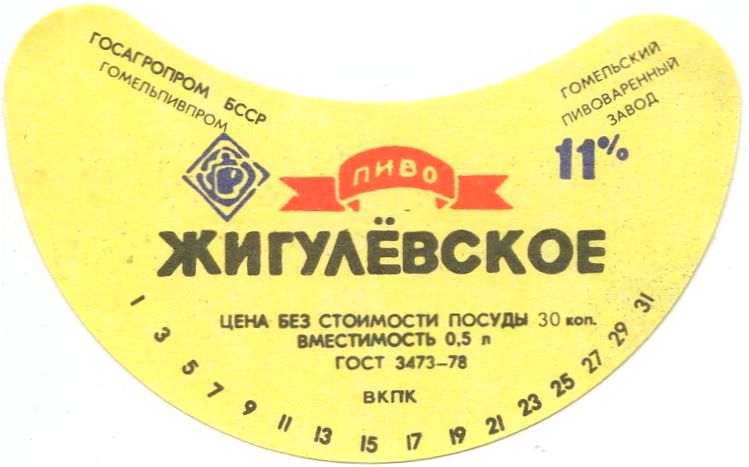 ГОСАГРОПРОМ БССР
ГОМЕЛЬПИВПРОМ
ГОМЕЛЬСКИЙ
ПИВОВАРЕННЫЙ
ЗАВОД
11%
ПИВО
ЖИГУЛЁВСКОЕ
ЦЕНА БЕЗ СТОИМОСТИ ПОСУДЫ 30 коп.
ВМЕСТИМОСТЬ 0,5 л
ГОСТ 3473–78
ВКПК
1 3 5 7 9 11 13 15 17 19 21 23 25 27 29 31